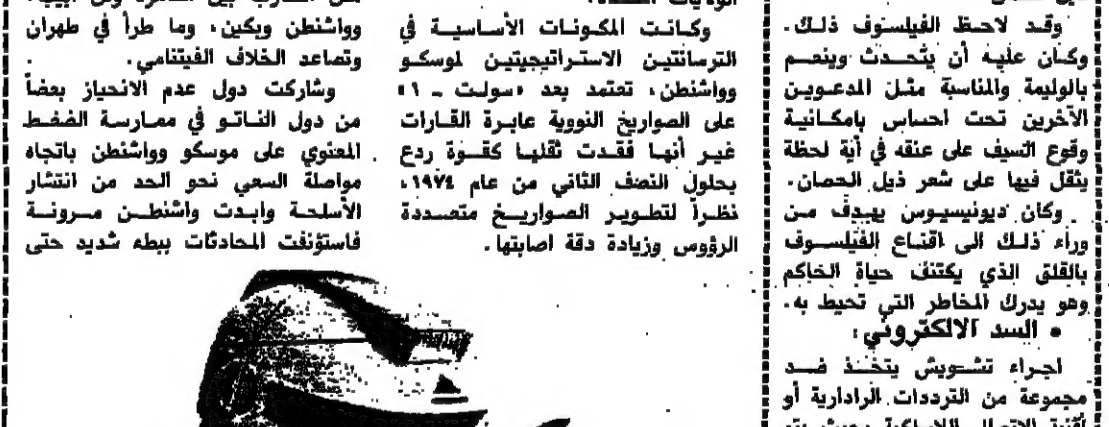 وقد لاحظ الفيلسوف ذلك.
وكان عليه أن يتحدث وينعم
بالوليمة والمناسبة مثل المدعوين
الآخرين تحت احساس بامكانية
وقوع السيف على عنقه في أية لحظة
يثقل فيها على شعر ذيل الحصان.
وكان ديونيسيوس يهدف من
وراء ذلك الى اقناع الفيلسوف
بالقلق الذي يكتنف حياة الحاكم
وهو يدرك المخاطر التي تحيط به.
• السد الالكتروني:
اجراء تشويش يتخذ ضد
مجموعة من الترددات الرادارية أو
وكانت المكونات الأساسية في
الترسانتين الاستراتيجيتين لموسكو
وواشنطن، تعتمد بعد «سولت ـ ١»
على الصواريخ النووية عابرة القارات
غير أنها فقدت ثقلها كقوة ردع
بحلول النصف الثاني من عام ١٩٧٤،
نظراً لتطوير الصواريخ متعددة
الرؤوس وزيادة دقة اصابتها.
وواشنطن وبكين، وما طرأ في طهران
وتصاعد الخلاف الفيتنامي.
وشاركت دول عدم الانحياز بعضاً
من دول الناتو في ممارسة الضغط
المعنوي على موسكو وواشنطن باتجاه
مواصلة السعي نحو الحد من انتشار
الأسلحة وابدت واشنطن مرونة
فاستؤنفت المحادثات ببطء شديد حتى